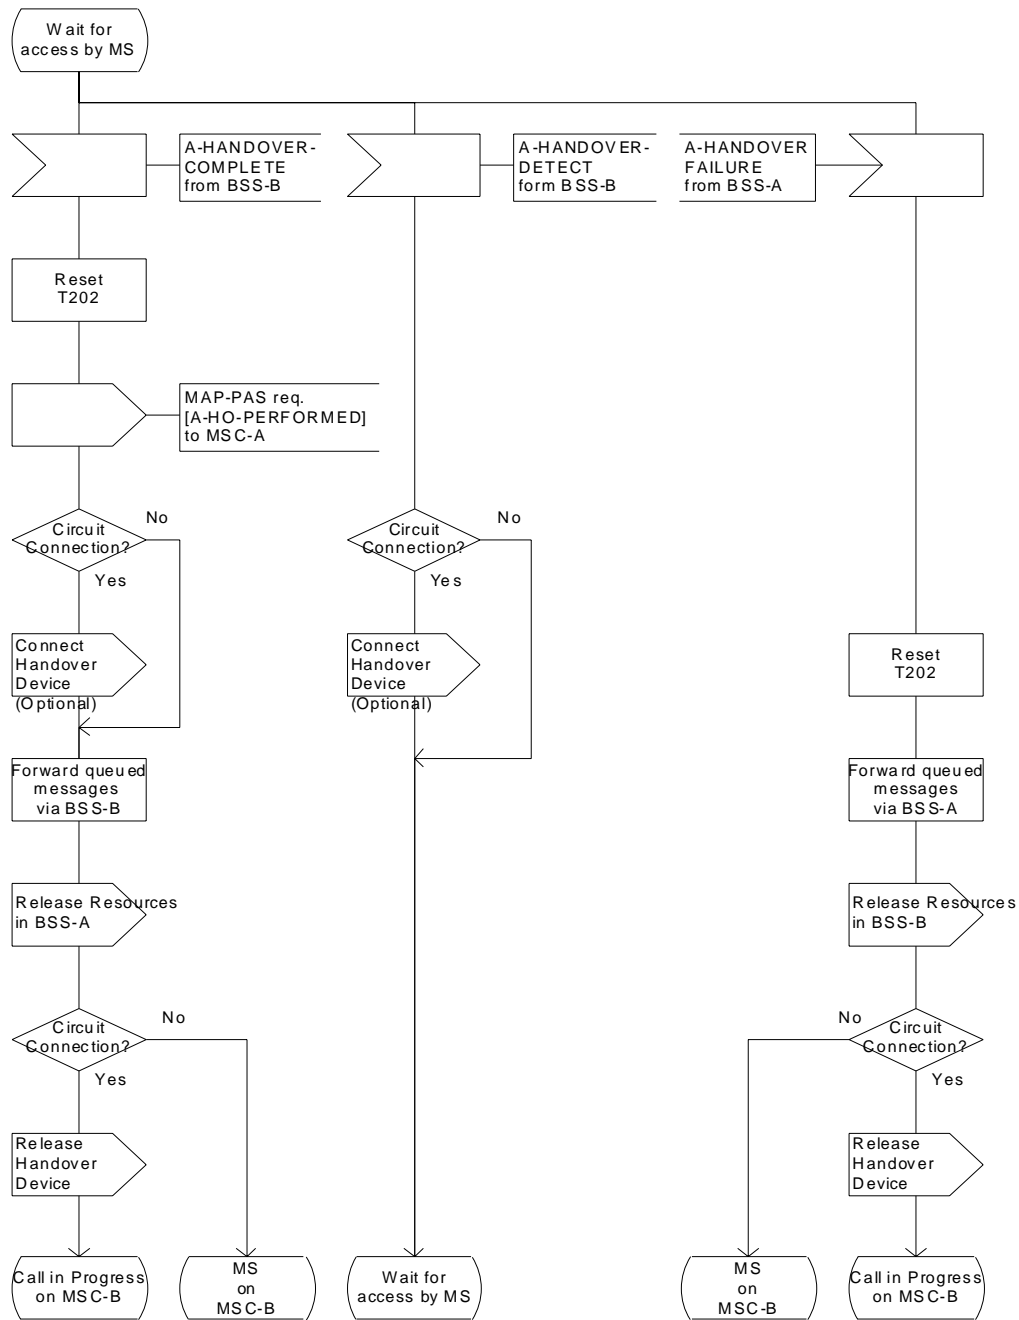 Wait for
access by MS
A-HANDOVER-
COMPLETE
from BSS-B
A-HANDOVER-
DETECT
form BSS-B
A-HANDOVER
FAILURE
from BSS-A
Reset
T202
MAP-PAS req.
[A-HO-PERFORMED]
to MSC-A
Circuit
Connection?
No
Yes
Circuit
Connection?
No
Yes
Connect
Handover
Device
(Optional)
Connect
Handover
Device
(Optional)
Reset
T202
Forward queued
messages
via BSS-B
Forward queued
messages
via BSS-A
Release Resources
in BSS-A
Release Resources
in BSS-B
Circuit
Connection?
No
Yes
No
Circuit
Connection?
Yes
Release
Handover
Device
Release
Handover
Device
Call in Progress
on MSC-B
MS
on
MSC-B
Wait for
access by MS
MS
on
MSC-B
Call in Progress
on MSC-B